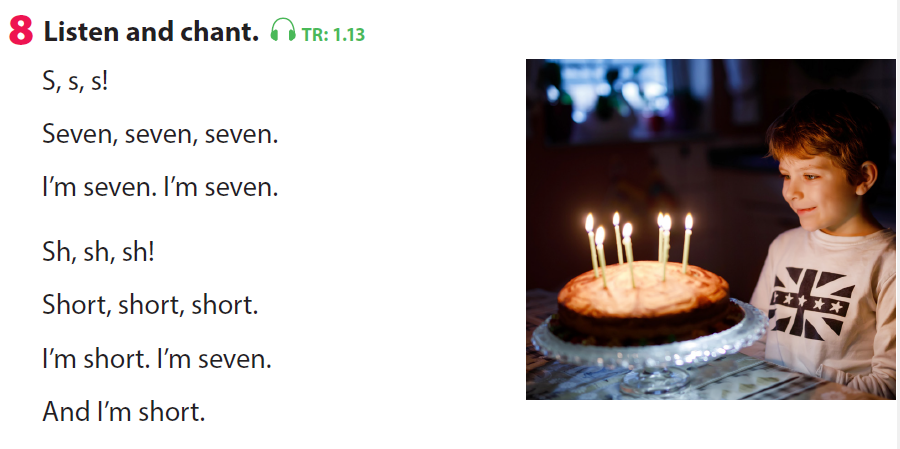 8 Listen and chant. TR: 1.13
S, s, s!
Seven, seven, seven.
I'm seven. I'm seven.
Sh, sh, sh!
Short, short, short.
I'm short. I'm seven.
And I'm short.